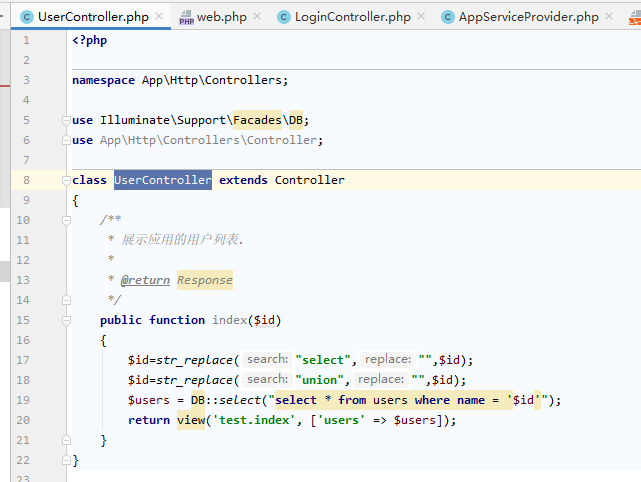 UserController.php × web.php × LoginController.php × AppServiceProvider.php ×
1 <?php
2
3 namespace App\Http\Controllers;
4
5 use Illuminate\Support\Facades\DB;
6 use App\Http\Controllers\Controller;
7
8 class UserController extends Controller
9 {
10 /**
11 * 展示应用的用户列表.
12 *
13 * @return Response
14 */
15 public function index($id)
16 {
17 $id=str_replace( search: "select", replace: "",$id);
18 $id=str_replace( search: "union", replace: "",$id);
19 $users = DB::select("select * from users where name = '$id'");
20 return view('test.index', ['users' => $users]);
21 }
22 }
23